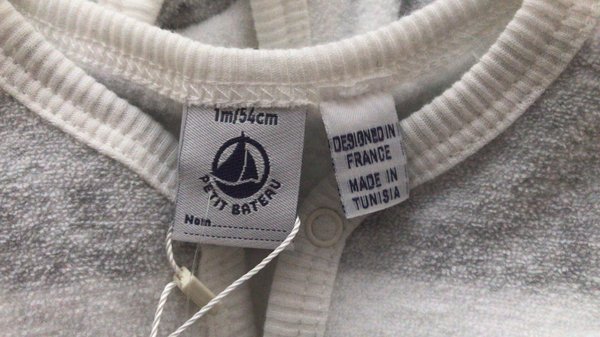 1m/54cm
PETIT BATEAU
Nom
DESIGNED IN
FRANCE
MADE IN
TUNISIA